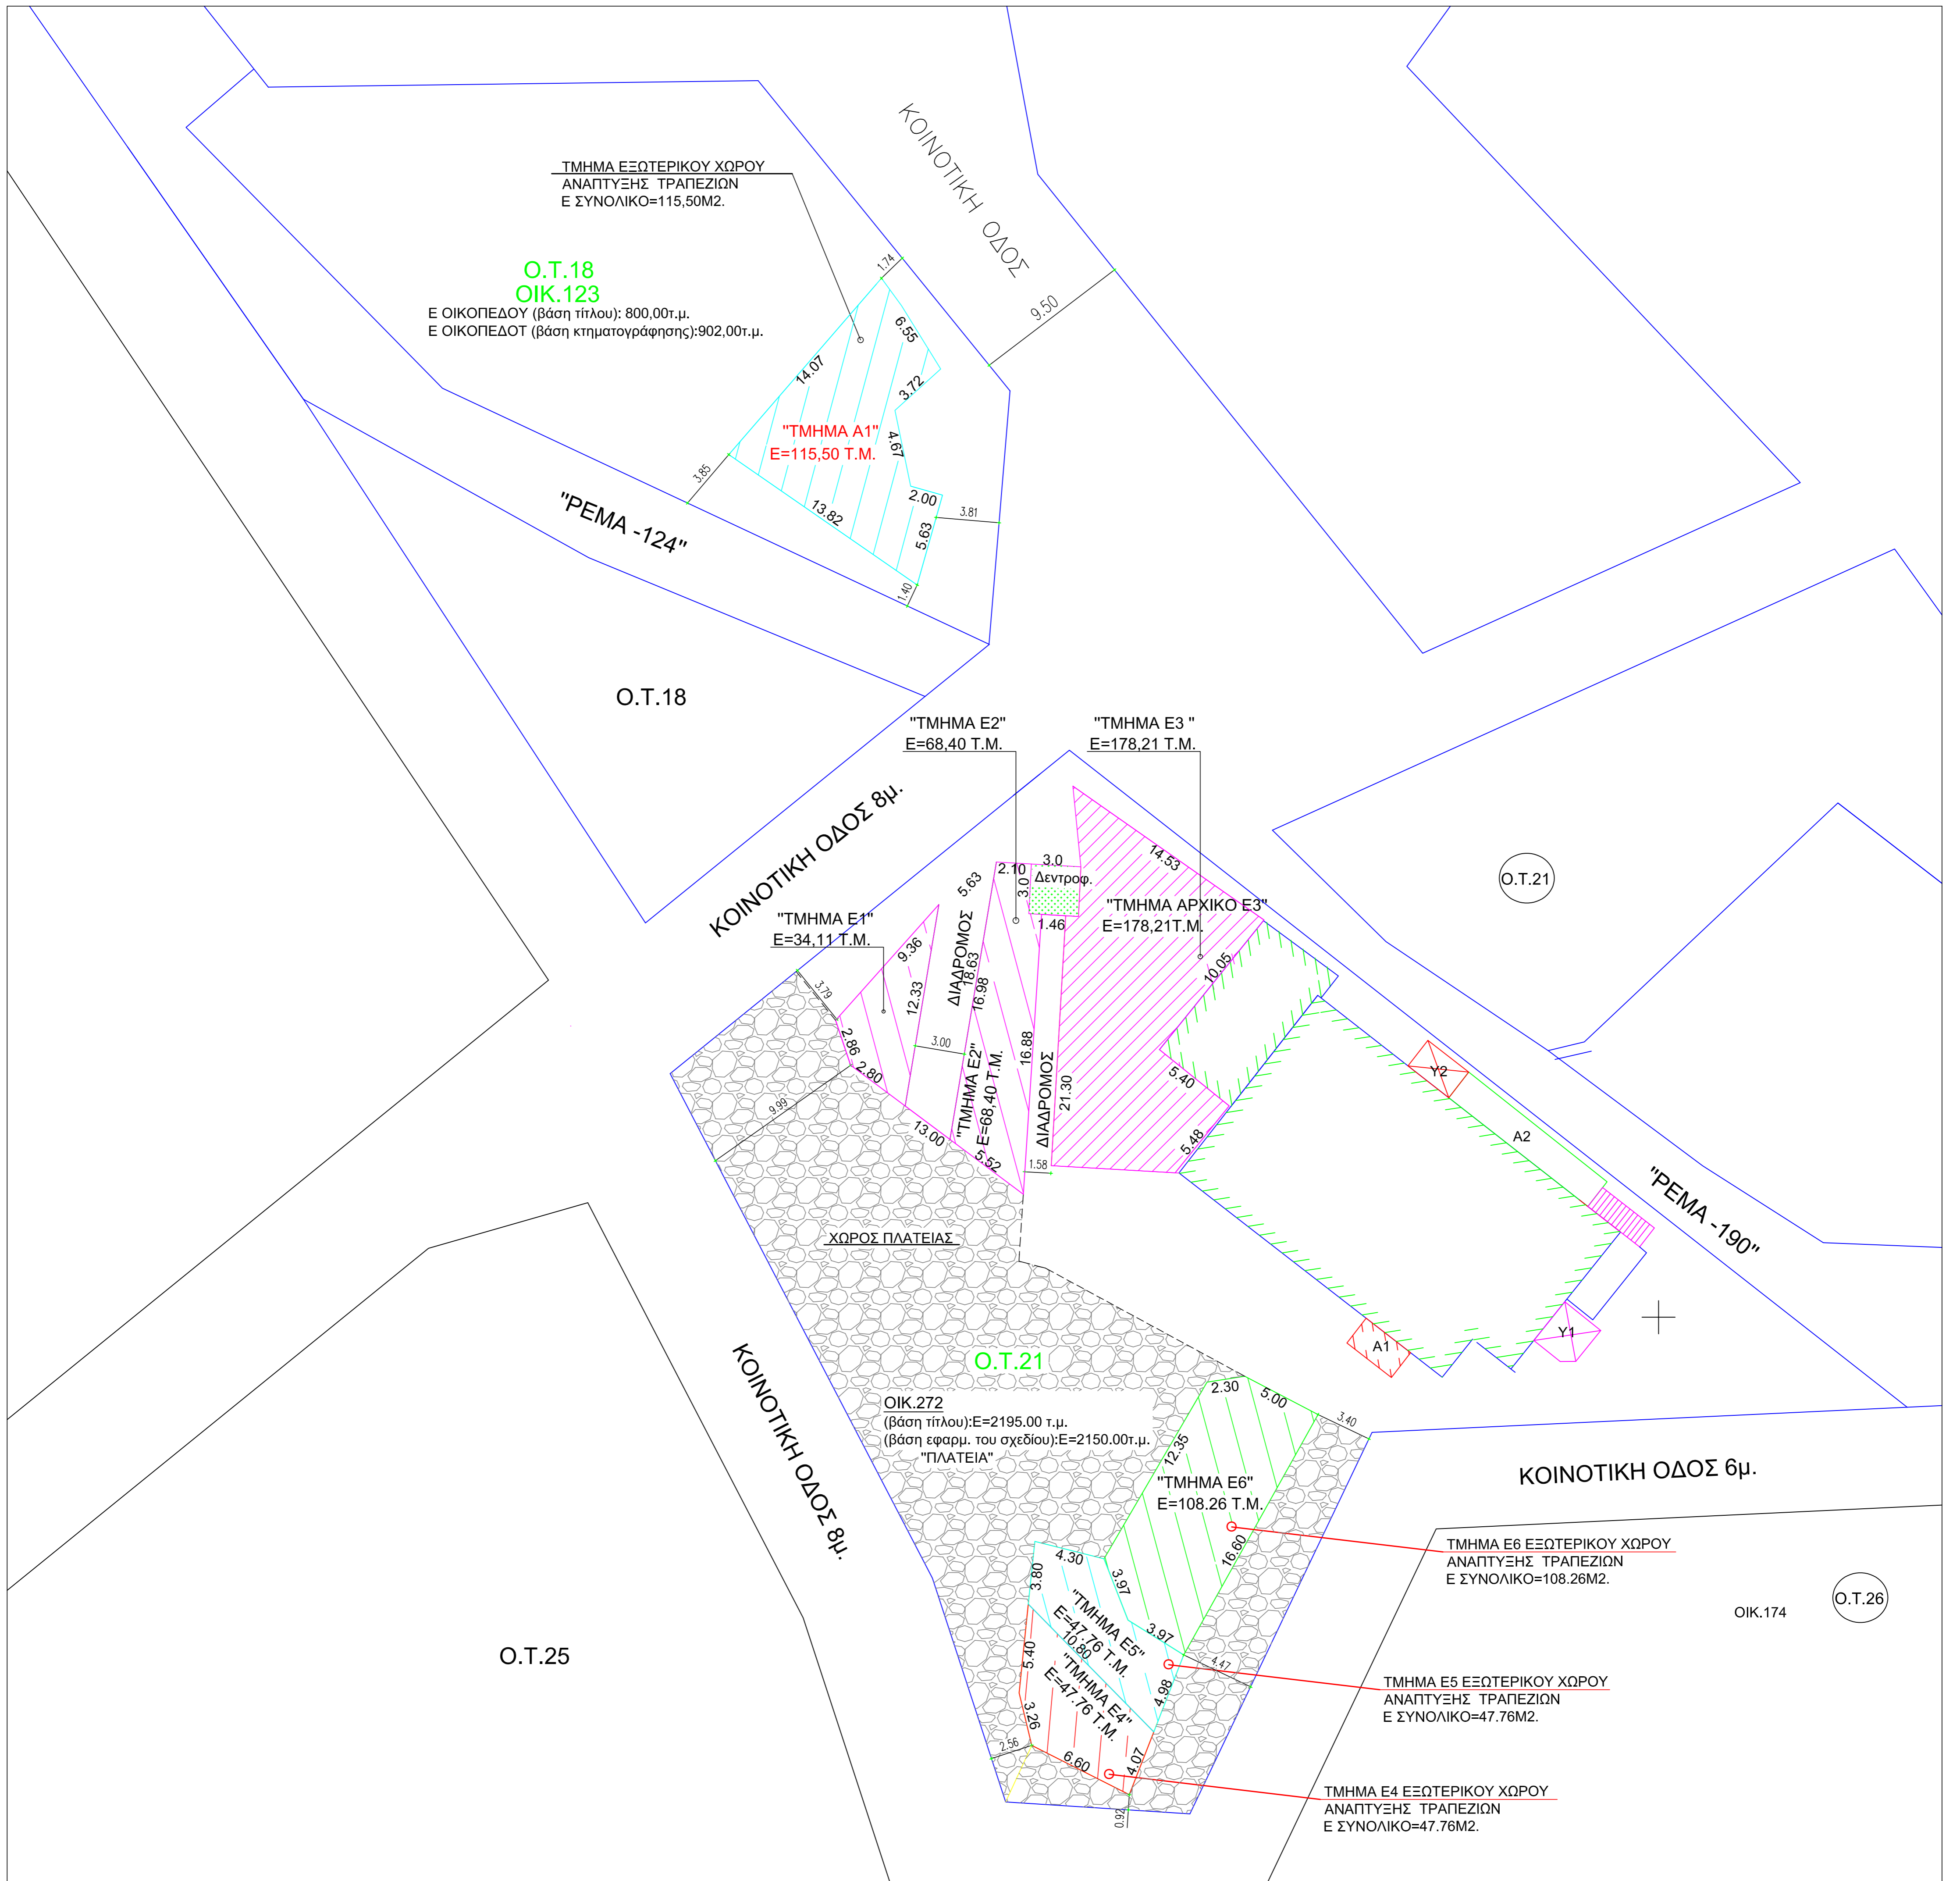 ΚΟΙΝΟΤΙΚΗ ΟΔΟΣ
ΤΜΗΜΑ ΕΞΩΤΕΡΙΚΟΥ ΧΩΡΟΥ
ΑΝΑΠΤΥΞΗΣ ΤΡΑΠΕΖΙΩΝ
Ε ΣΥΝΟΛΙΚΟ=115,50Μ2.
Ο.Τ.18
ΟΙΚ.123
Ε ΟΙΚΟΠΕΔΟΥ (βάση τίτλου): 800,00τ.μ.
Ε ΟΙΚΟΠΕΔΟΤ (βάση κτηματογράφησης):902,00τ.μ.
1.74
9.50
6.55
14.07
3.72
"ΤΜΗΜΑ Α1"
Ε=115,50 Τ.Μ.
4.67
3.85
2.00
3.81
13.82
5.63
1.40
"ΡΕΜΑ -124"
Ο.Τ.18
"ΤΜΗΜΑ Ε2"
Ε=68,40 Τ.Μ.
"ΤΜΗΜΑ Ε3 "
Ε=178,21 Τ.Μ.
ΚΟΙΝΟΤΙΚΗ ΟΔΟΣ 8μ.
3.0
2.10
14.53
5.63
3.0
Δεντροφ.
Ο.Τ.21
"ΤΜΗΜΑ ΑΡΧΙΚΟ Ε3"
Ε=178,21Τ.Μ.
"ΤΜΗΜΑ Ε1"
Ε=34,11 Τ.Μ.
1.46
9.36
ΔΙΑΔΡΟΜΟΣ
18.63
16.98
10.05
3.79
12.33
2.86
3.00
16.88
2.80
5.40
21.30
"ΤΜΗΜΑ Ε2"
Ε=68,40 Τ.Μ.
ΔΙΑΔΡΟΜΟΣ
9.99
13.00
5.52
1.58
5.48
Υ2
Α2
"ΡΕΜΑ -190"
ΧΩΡΟΣ ΠΛΑΤΕΙΑΣ
Υ1
Α1
Ο.Τ.21
ΟΙΚ.272
(βάση τίτλου):Ε=2195.00 τ.μ.
(βάση εφαρμ. του σχεδίου):Ε=2150.00τ.μ.
"ΠΛΑΤΕΙΑ"
ΚΟΙΝΟΤΙΚΗ ΟΔΟΣ 8μ.
2.30
5.00
3.40
12.35
"ΤΜΗΜΑ Ε6"
Ε=108.26 Τ.Μ.
ΚΟΙΝΟΤΙΚΗ ΟΔΟΣ 6μ.
16.60
ΤΜΗΜΑ Ε6 ΕΞΩΤΕΡΙΚΟΥ ΧΩΡΟΥ
ΑΝΑΠΤΥΞΗΣ ΤΡΑΠΕΖΙΩΝ
Ε ΣΥΝΟΛΙΚΟ=108.26Μ2.
4.30
3.80
3.97
"ΤΜΗΜΑ Ε5"
Ε=47.76 Τ.Μ.
3.97
10.80
Ο.Τ.26
ΟΙΚ.174
Ο.Τ.25
5.40
"ΤΜΗΜΑ Ε4"
Ε=47.76 Τ.Μ.
4.47
4.98
ΤΜΗΜΑ Ε5 ΕΞΩΤΕΡΙΚΟΥ ΧΩΡΟΥ
ΑΝΑΠΤΥΞΗΣ ΤΡΑΠΕΖΙΩΝ
Ε ΣΥΝΟΛΙΚΟ=47.76Μ2.
3.26
2.56
6.60
4.07
0.92
ΤΜΗΜΑ Ε4 ΕΞΩΤΕΡΙΚΟΥ ΧΩΡΟΥ
ΑΝΑΠΤΥΞΗΣ ΤΡΑΠΕΖΙΩΝ
Ε ΣΥΝΟΛΙΚΟ=47.76Μ2.